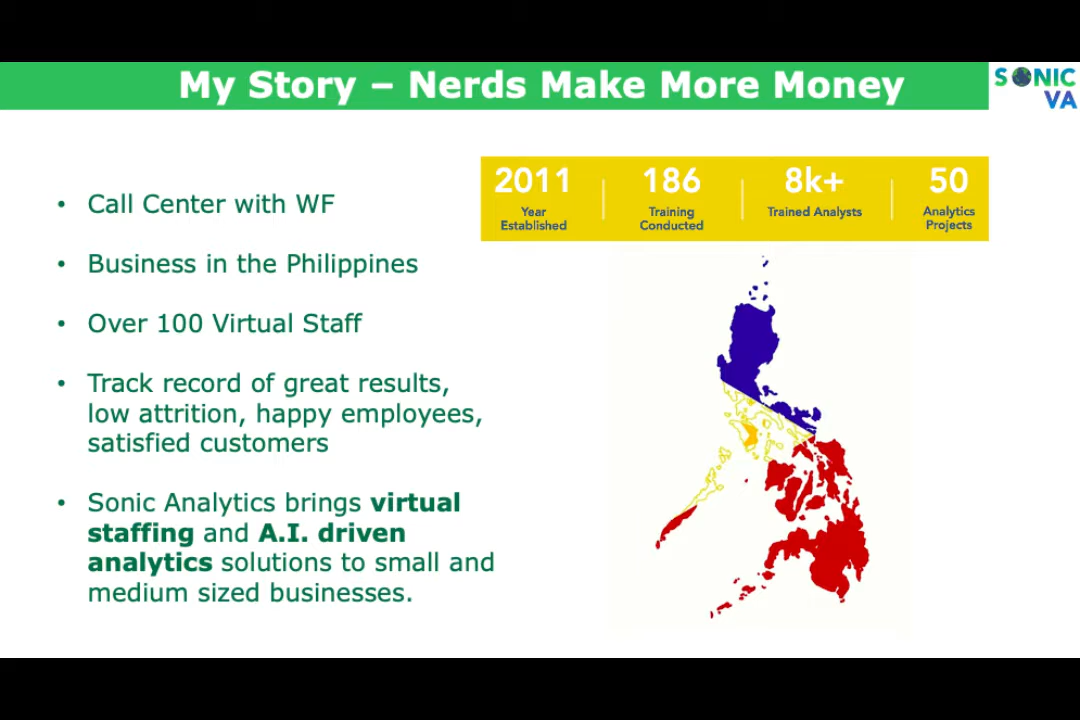 My Story – Nerds Make More Money
SONIC
VA
2011
Year
Established
186
Training
Conducted
8k+
Trained Analysts
50
Analytics
Projects
• Call Center with WF
• Business in the Philippines
• Over 100 Virtual Staff
• Track record of great results,
low attrition, happy employees,
satisfied customers
• Sonic Analytics brings virtual
staffing and A.I. driven
analytics solutions to small and
medium sized businesses.